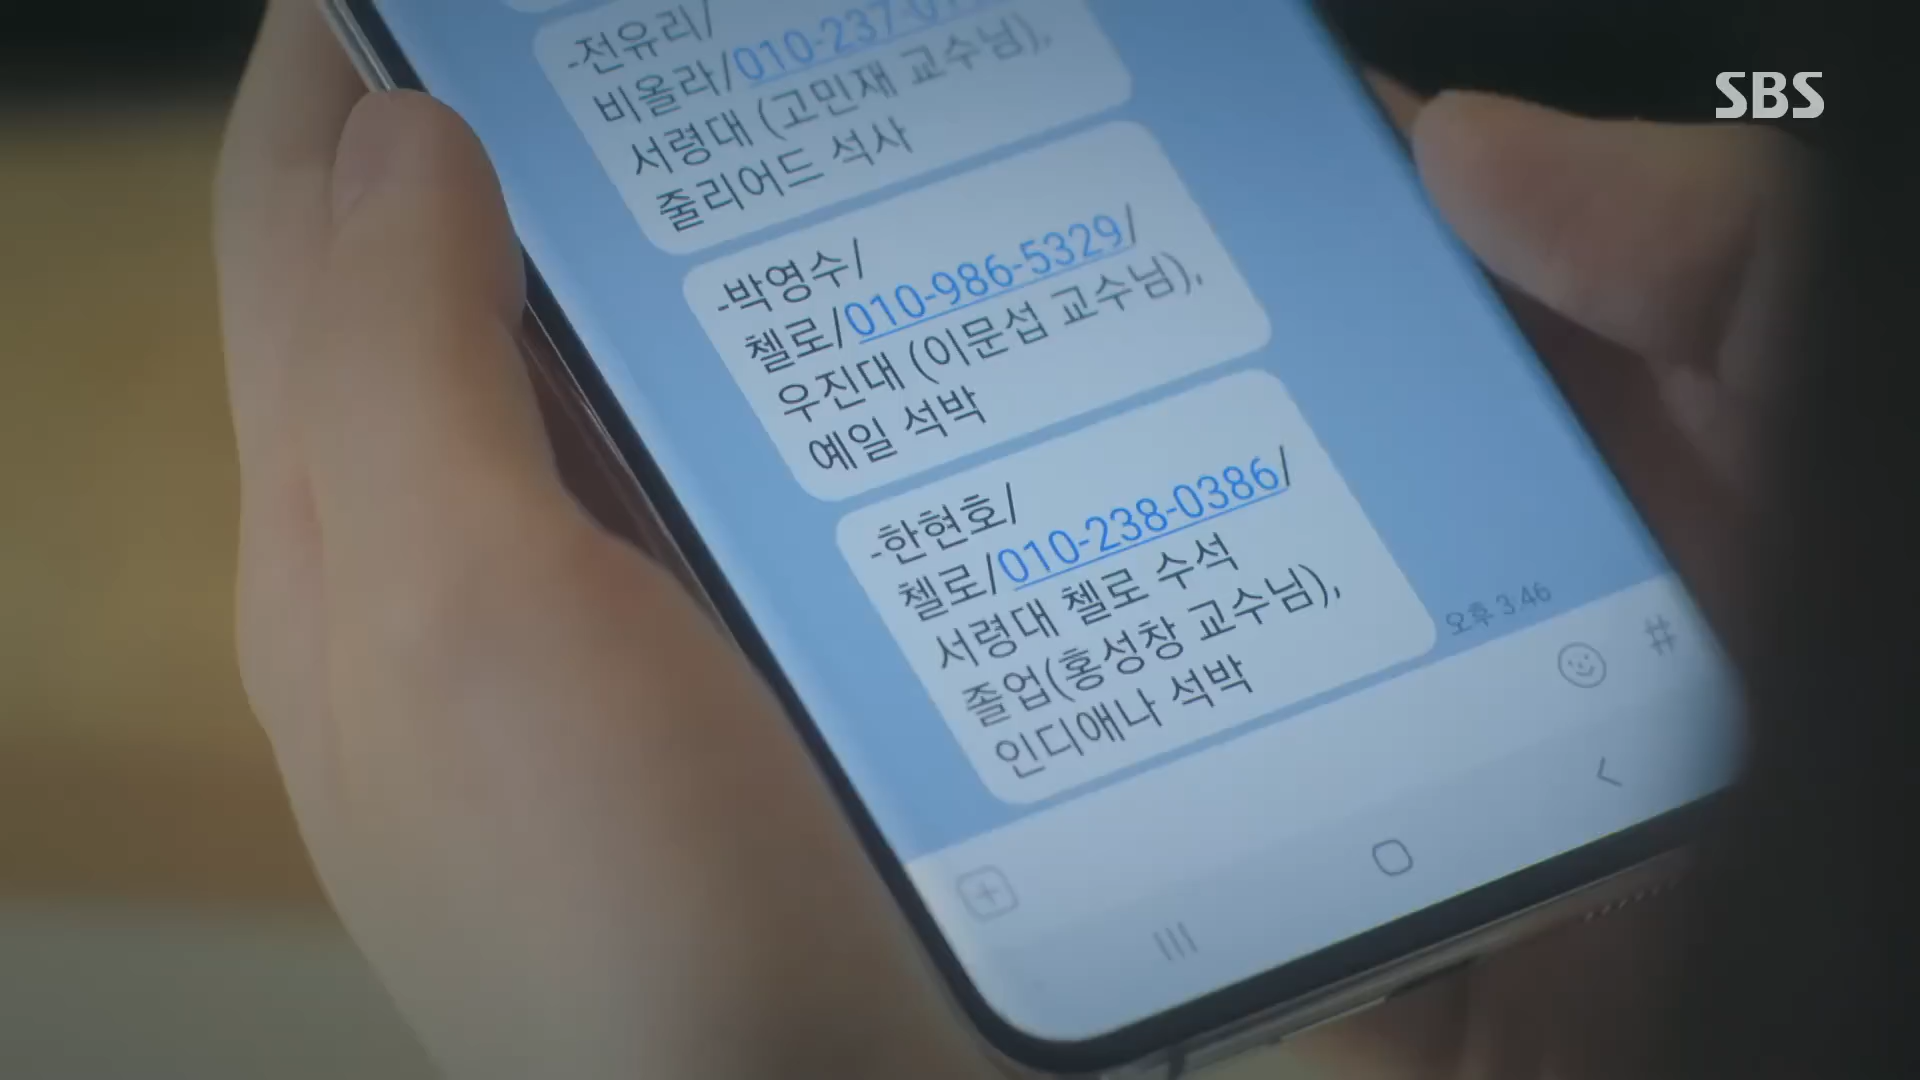 -전유리/
비올라/010-237-0
서령대 (고민재 교수님),
줄리어드 석사
-박영수/
첼로/010-986-5329/
우진대 (이문섭 교수님),
예일 석박
-한현호/
첼로/010-238-0386/
서령대 첼로 수석
졸업(홍성창 교수님),
인디애나 석박
오후 3:46
#
SBS